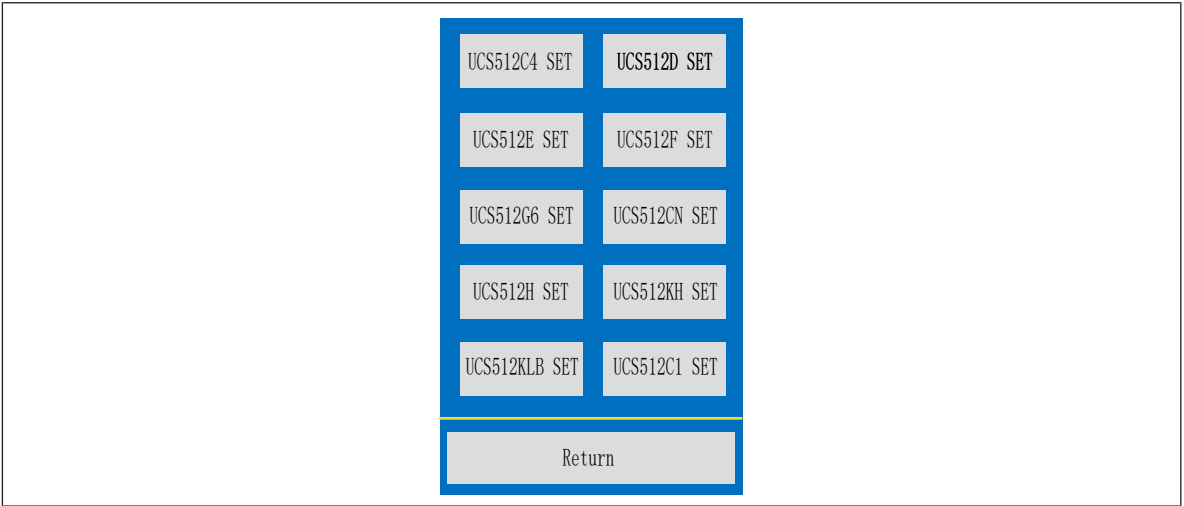 UCS512C4 SET UCS512D SET
UCS512E SET UCS512F SET
UCS512G6 SET UCS512CN SET
UCS512H SET UCS512KH SET
UCS512KLB SET UCS512C1 SET
Return